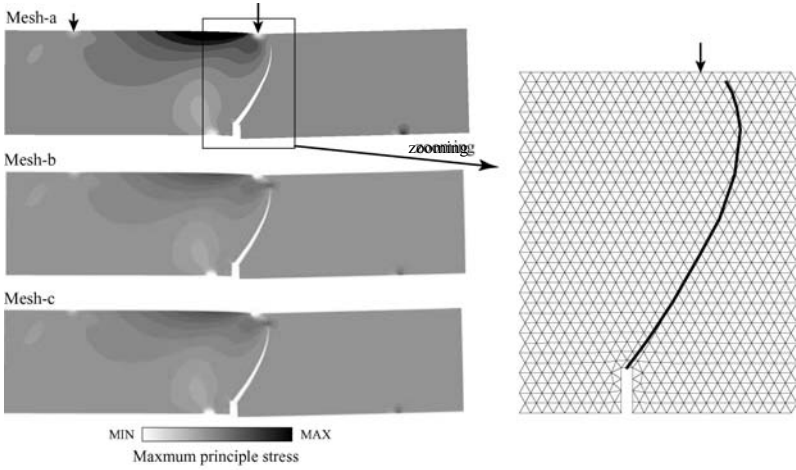 Mesh-a
zooming
Mesh-b
Mesh-c
MIN MAX
Maxmum principle stress